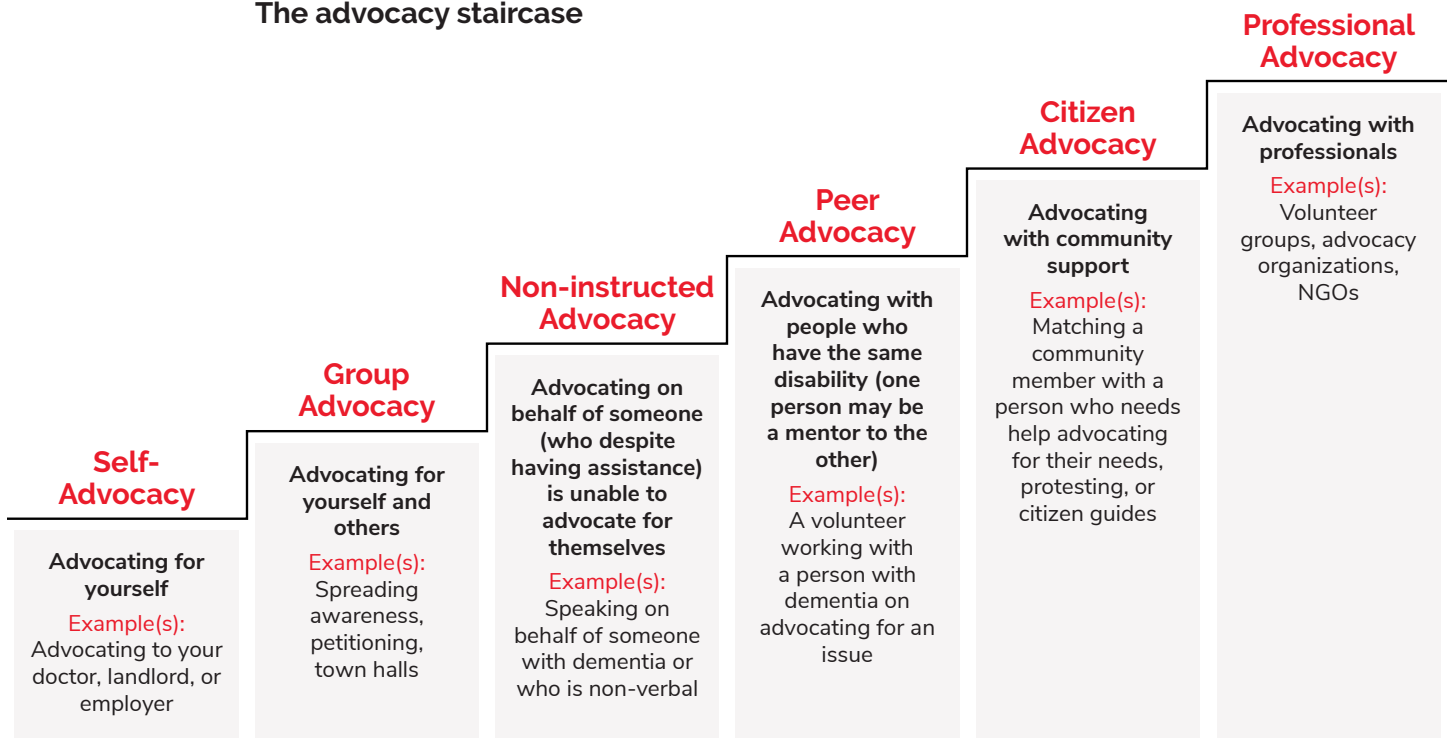 The advocacy staircase
Self-
Advocacy
Advocating for
yourself
Example(s):
Advocating to your
doctor, landlord, or
employer
Group
Advocacy
Advocating for
yourself and
others
Example(s):
Spreading
awareness,
petitioning,
town halls
Non-instructed
Advocacy
Advocating on
behalf of someone
(who despite
having assistance)
is unable to
advocate for
themselves
Example(s):
Speaking on
behalf of someone
with dementia or
who is non-verbal
Peer
Advocacy
Advocating with
people who
have the same
disability (one
person may be
a mentor to the
other)
Example(s):
A volunteer
working with
a person with
dementia on
advocating for an
issue
Citizen
Advocacy
Advocating
with community
support
Example(s):
Matching a
community
member with a
person who needs
help advocating
for their needs,
protesting, or
citizen guides
Professional
Advocacy
Advocating with
professionals
Example(s):
Volunteer
groups, advocacy
organizations,
NGOs